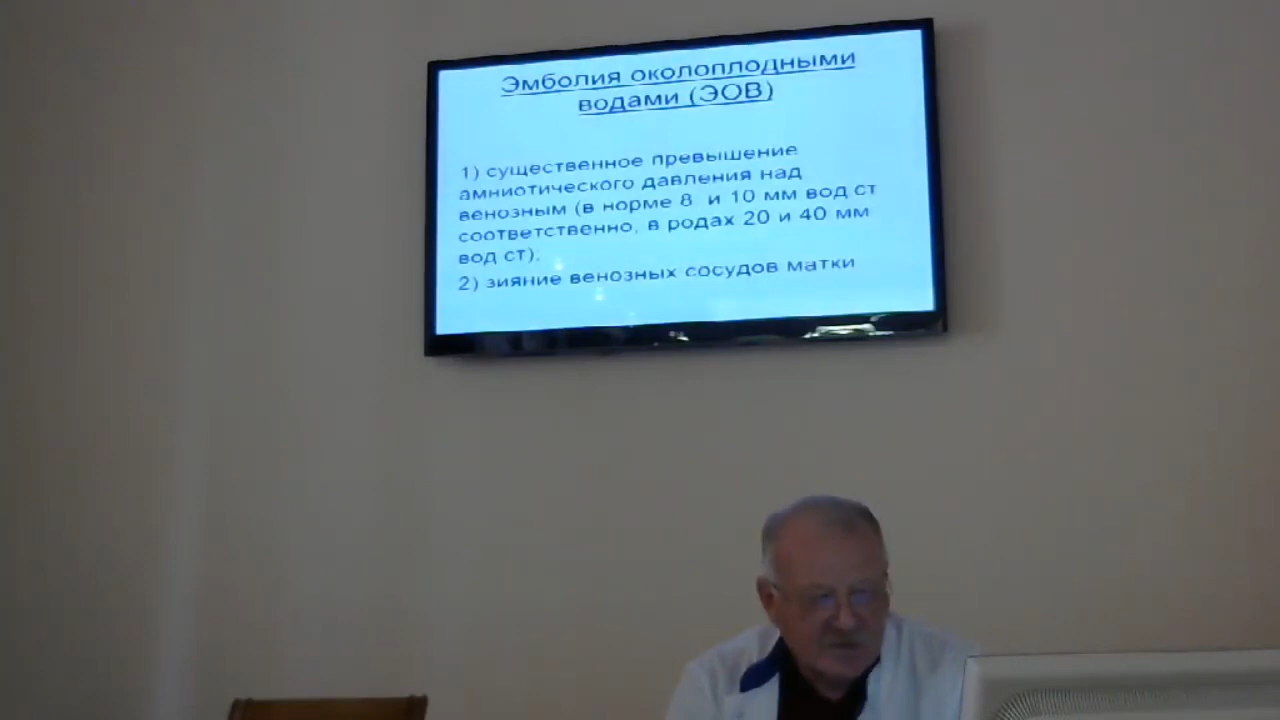 Эмболия околоплодными
водами (ЭОВ)
1) существенное превышение
амниотического давления над
венозным (в норме 8 и 10 мм вод ст
соответственно, в родах 20 и 40 мм
вод ст).
2) зияние венозных сосудов матки